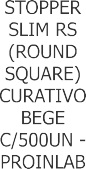 STOPPER
SLIM RS
(ROUND
SQUARE)
CURATIVO
BEGE
C/500UN -
PROINLAB